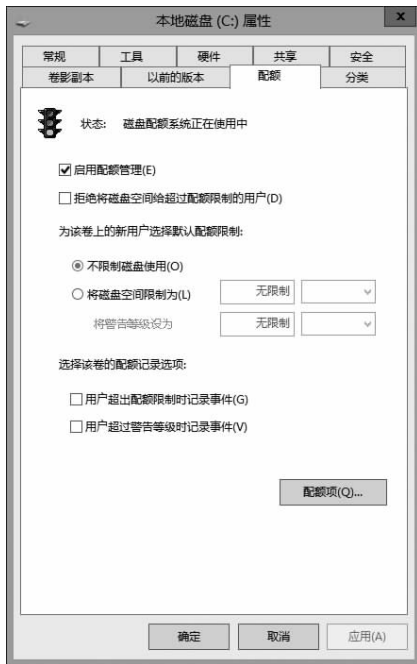 本地磁盘 (C:) 属性
x
常规 工具 硬件 共享 安全
卷影副本 以前的版本 配额 分类
状态: 磁盘配额系统正在使用中
启用配额管理(E)
拒绝将磁盘空间给超过配额限制的用户(D)
为该卷上的新用户选择默认配额限制:
不限制磁盘使用(O)
将磁盘空间限制为(L) 无限制
将警告等级设为 无限制
选择该卷的配额记录选项:
用户超出配额限制时记录事件(G)
用户超过警告等级时记录事件(V)
配额项(Q)...
确定 取消 应用(A)